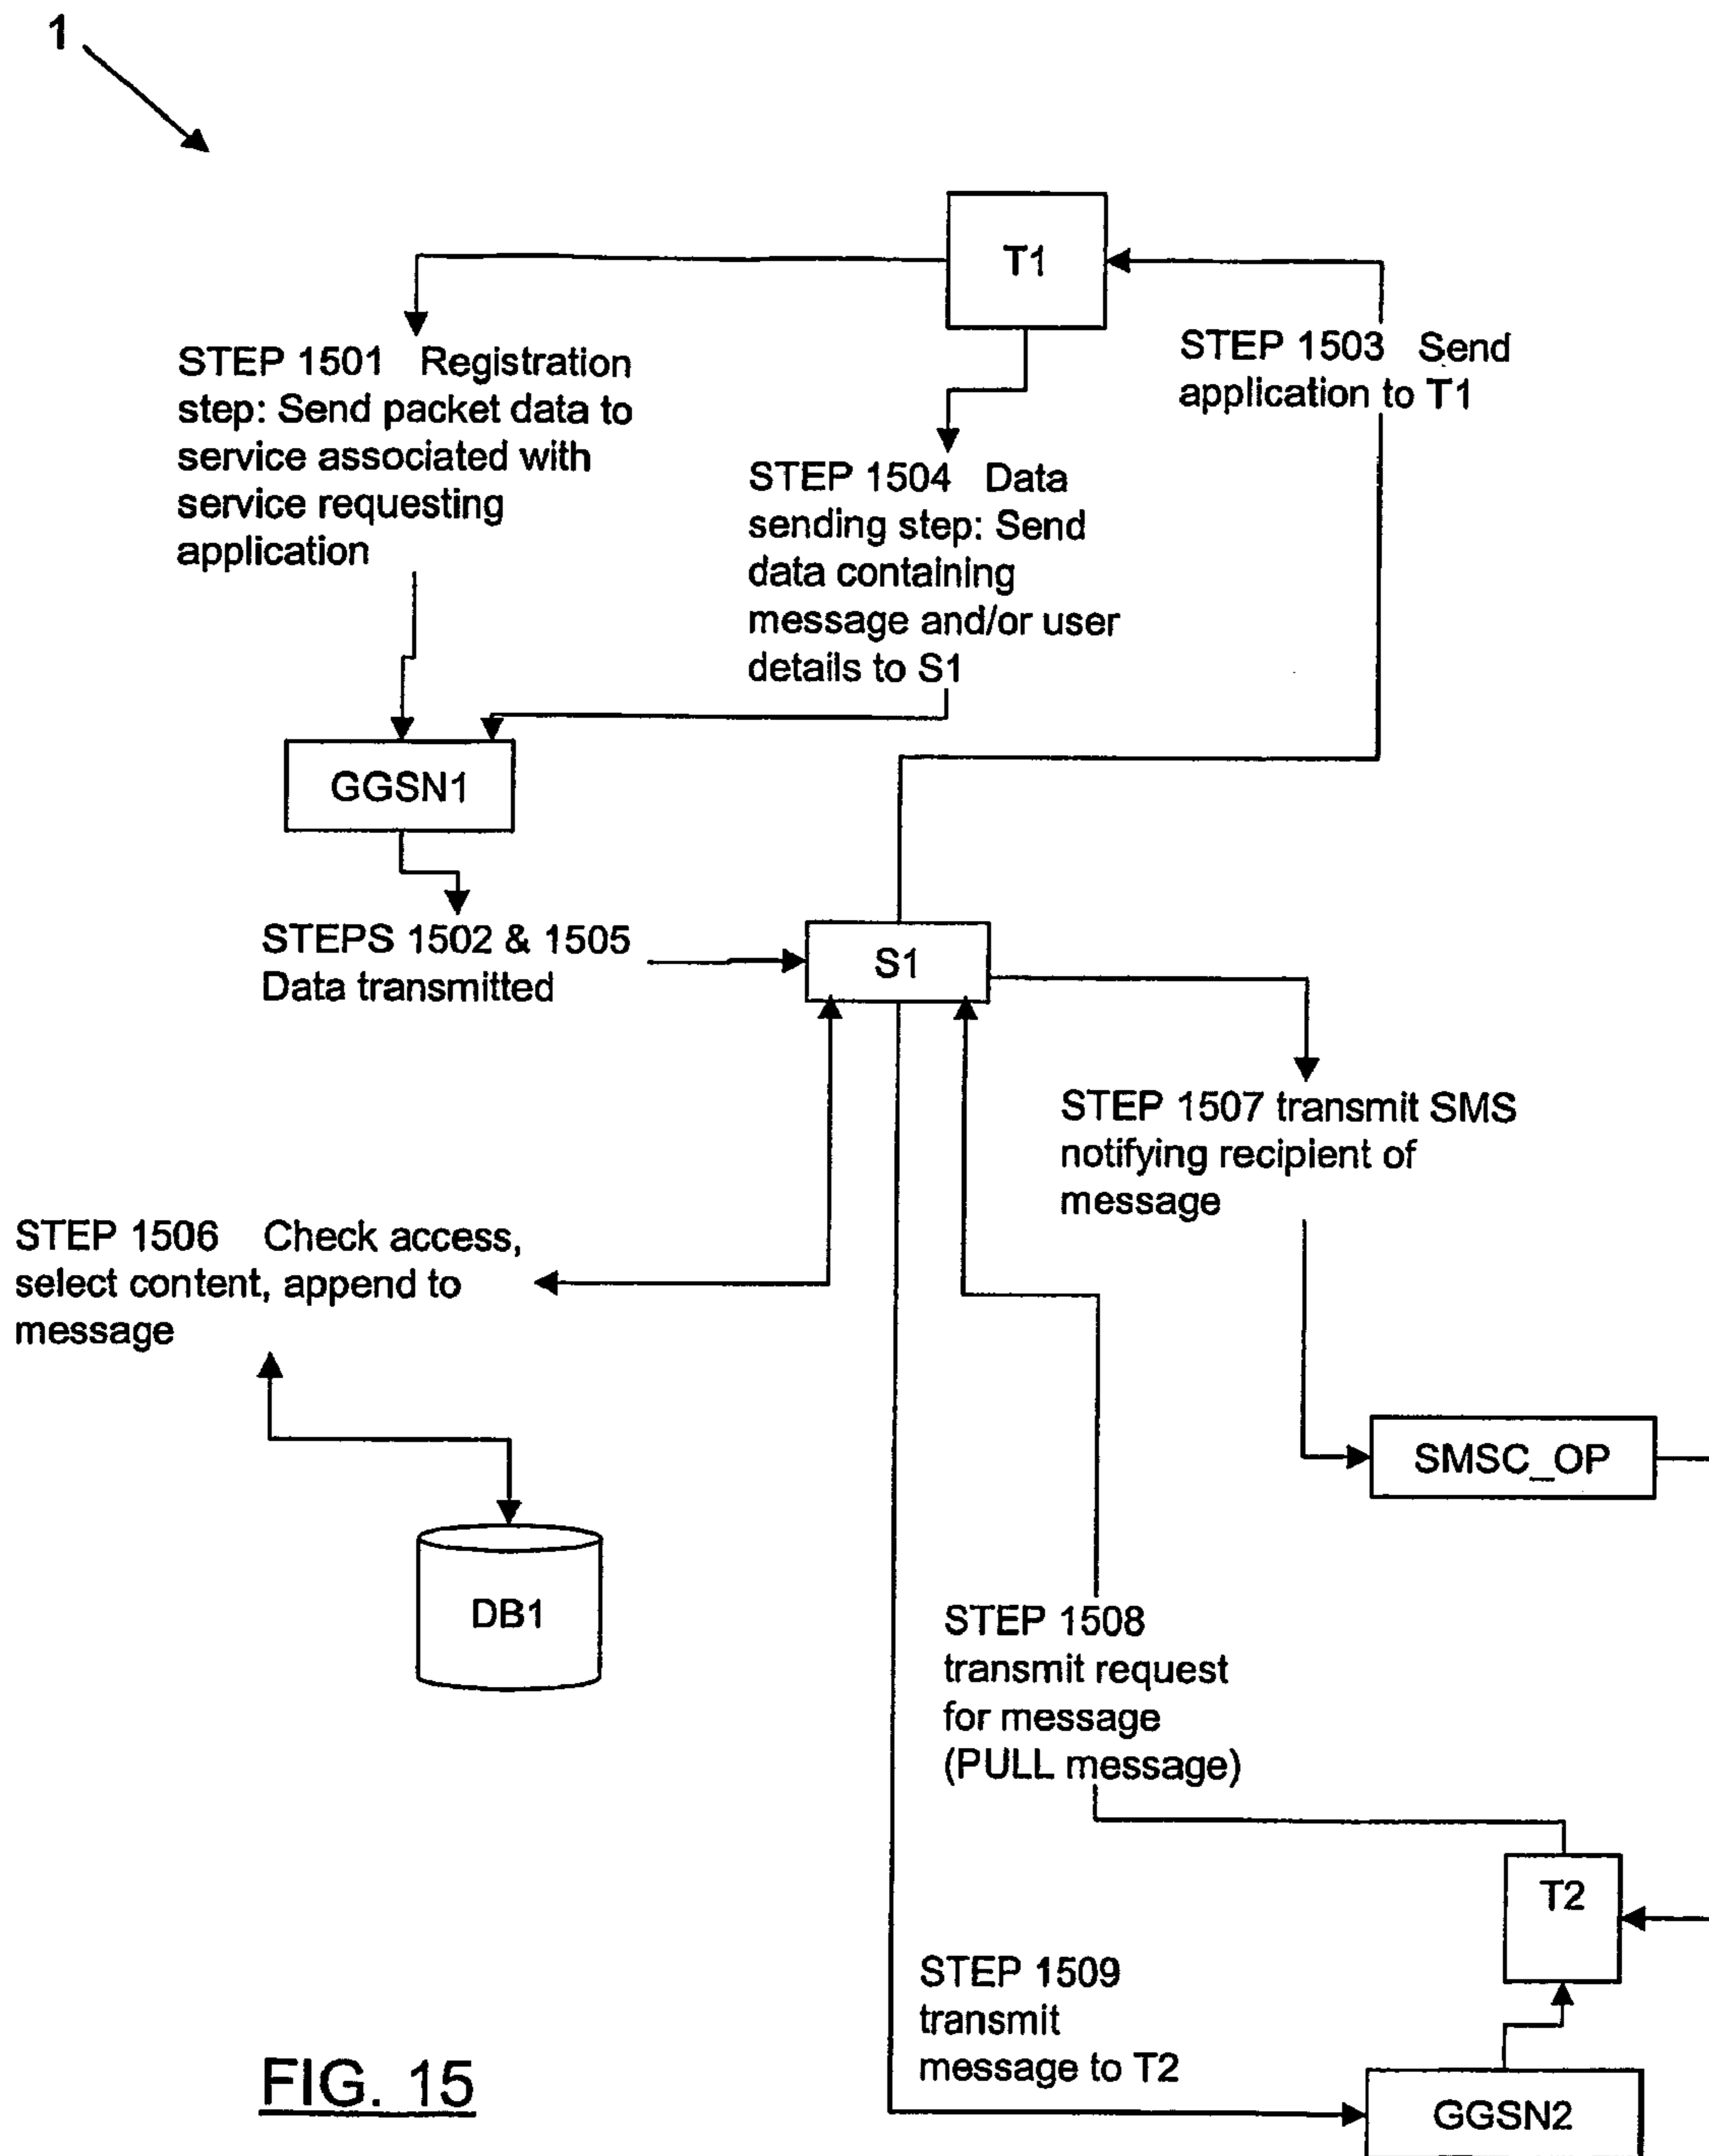 1
T1
STEP 1501 Registration
step: Send packet data to
service associated with
service requesting
application
STEP 1503 Send
application to T1
STEP 1504 Data
sending step: Send
data containing
message and/or user
details to S1
GGSN1
STEPS 1502 & 1505
Data transmitted
S1
STEP 1507 transmit SMS
notifying recipient of
message
STEP 1506 Check access,
select content, append to
message
SMSC_OP
DB1
STEP 1508
transmit request
for message
(PULL message)
T2
STEP 1509
transmit
message to T2
GGSN2
FIG. 15